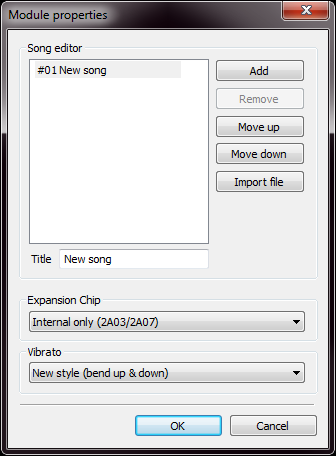 Module properties
Song editor
#01 New song
Add
Remove
Move up
Move down
Import file
Title New song
Expansion Chip
Internal only (2A03/2A07)
Vibrato
New style (bend up & down)
OK Cancel